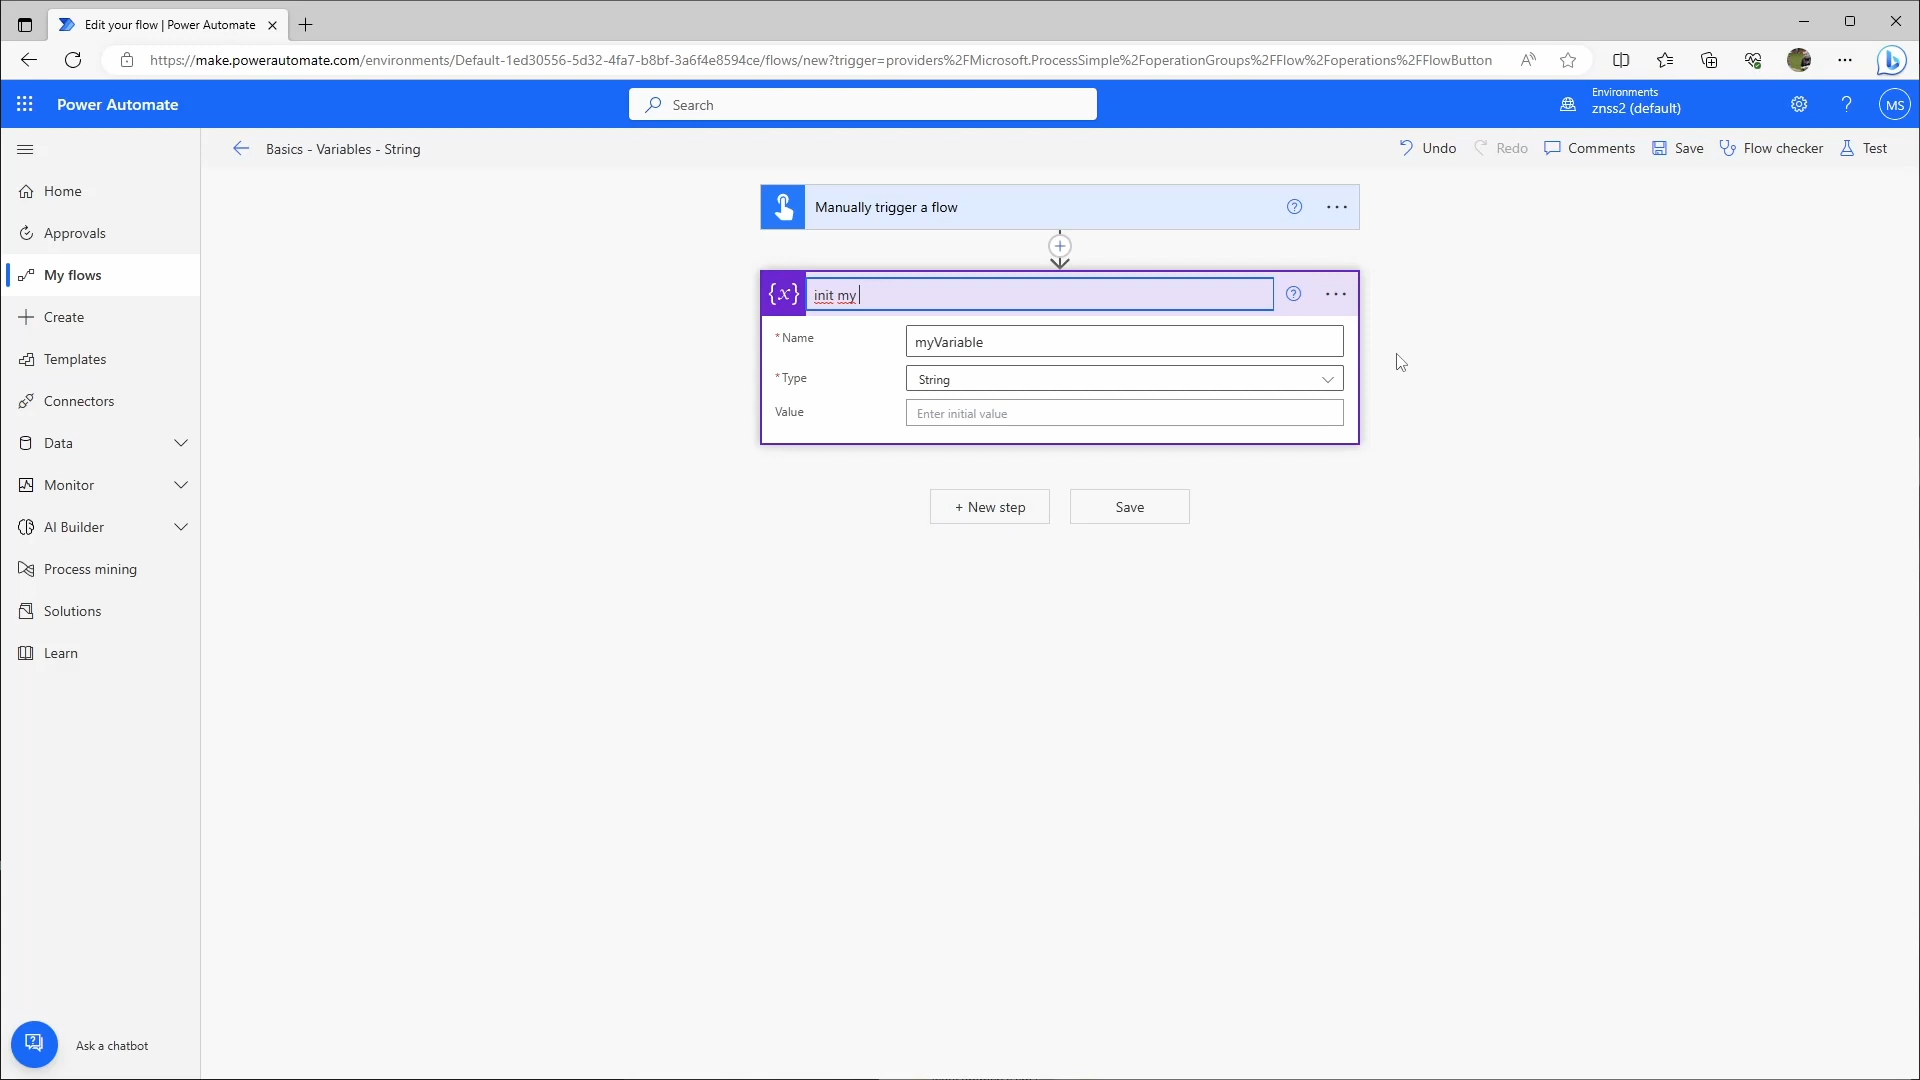 Edit your flow | Power Automate
https://make.powerautomate.com/environments/Default-1ed30556-5d32-4fa7-b8bf-3a6f4e8594ce/flows/new?trigger=providers%2FMicrosoft.ProcessSimple%2FoperationGroups%2FFlow%2Foperations%2FFlowButton
Power Automate
Search
Environments
znss2 (default)
MS
Basics - Variables - String
Undo
Redo
Comments
Save
Flow checker
Test
Home
Approvals
My flows
Create
Templates
Connectors
Data
Monitor
AI Builder
Process mining
Solutions
Learn
Manually trigger a flow
{x}
init my
* Name
myVariable
* Type
String
Value
Enter initial value
+ New step
Save
Ask a chatbot